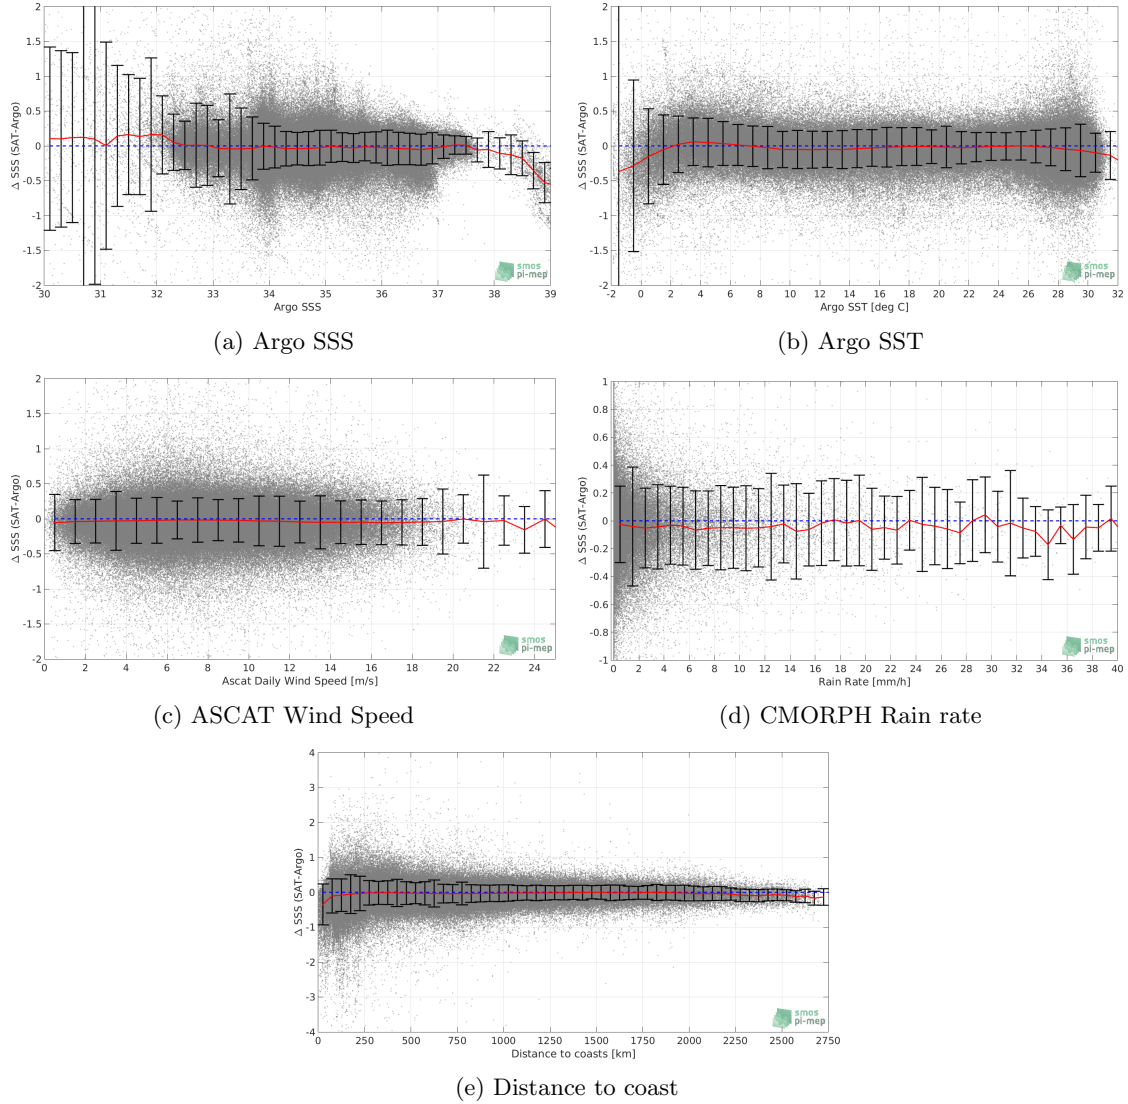 2
1.5
1
0.5
0
-0.5
-1
-1.5
-2
Δ SSS (SAT-Argo)
30 31 32 33 34 35 36 37 38 39
Argo SSS
smos
pi-mep
(a) Argo SSS
2
1.5
1
0.5
0
-0.5
-1
-1.5
-2
Δ SSS (SAT-Argo)
-2 0 2 4 6 8 10 12 14 16 18 20 22 24 26 28 30 32
Argo SST [deg C]
smos
pi-mep
(b) Argo SST
2
1.5
1
0.5
0
-0.5
-1
-1.5
-2
Δ SSS (SAT-Argo)
0 2 4 6 8 10 12 14 16 18 20 22 24
Ascat Daily Wind Speed [m/s]
smos
pi-mep
(c) ASCAT Wind Speed
1
0.8
0.6
0.4
0.2
0
-0.2
-0.4
-0.6
-0.8
-1
Δ SSS (SAT-Argo)
0 2 4 6 8 10 12 14 16 18 20 22 24 26 28 30 32 34 36 38 40
Rain Rate [mm/h]
smos
pi-mep
(d) CMORPH Rain rate
4
3
2
1
0
-1
-2
-3
-4
Δ SSS (SAT-Argo)
0 250 500 750 1000 1250 1500 1750 2000 2250 2500 2750
Distance to coasts [km]
smos
pi-mep
(e) Distance to coast